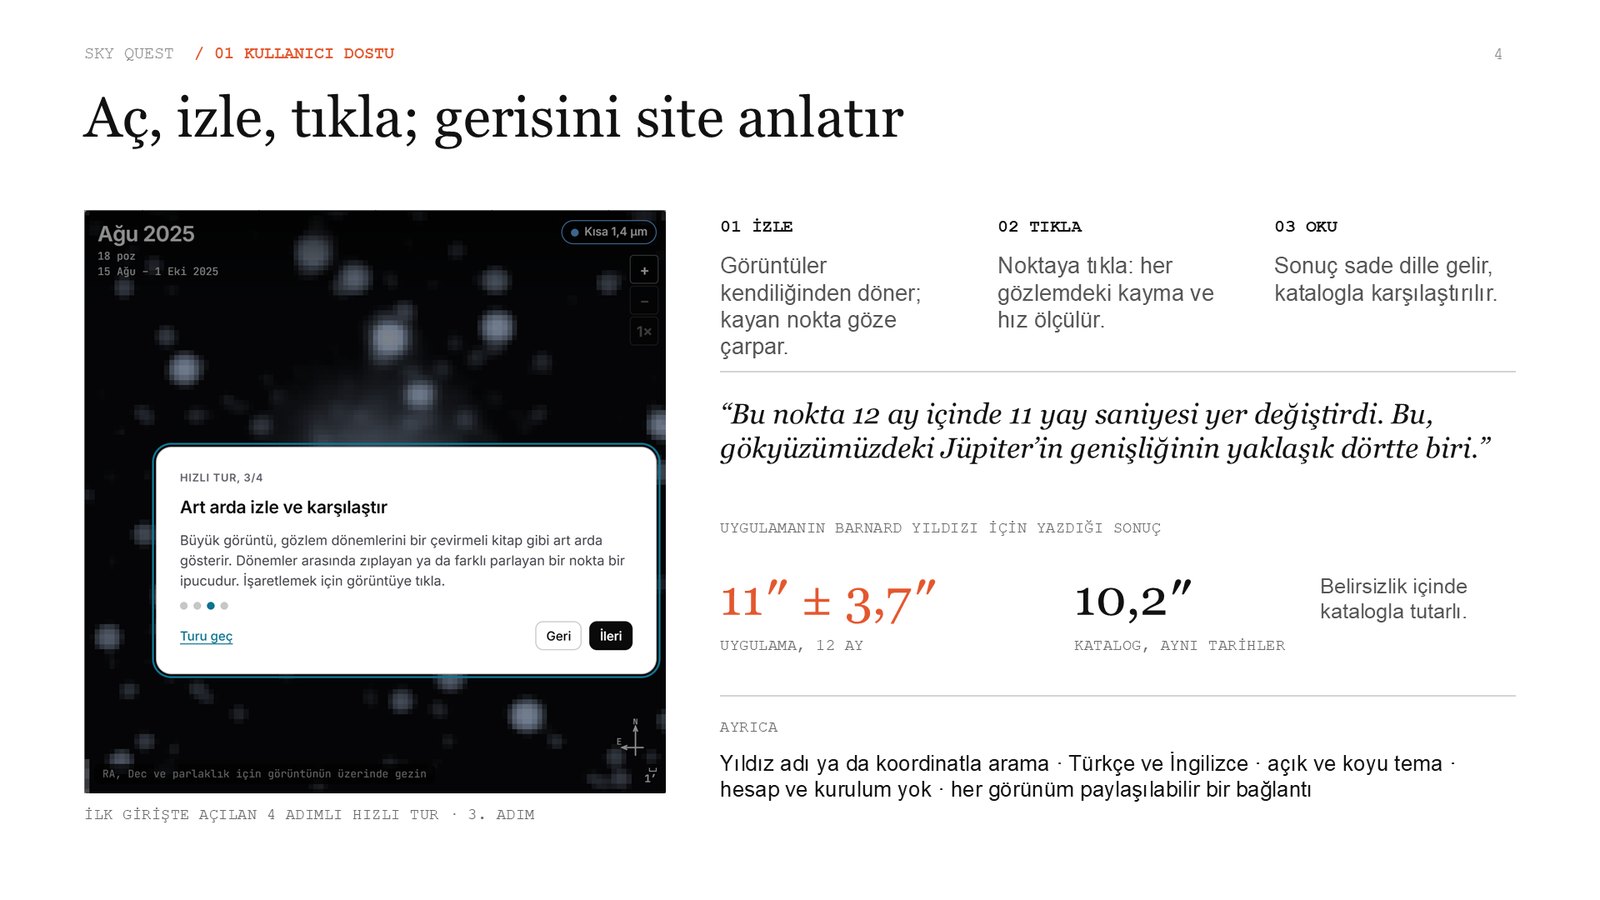 SKY QUEST / 01 KULLANICI DOSTU
4
Aç, izle, tıkla; gerisini site anlatır
Ağu 2025
18 poz
15 Ağu – 1 Eki 2025
Kısa 1,4 µm
+
−
1×
HIZLI TUR, 3/4
Art arda izle ve karşılaştır
Büyük görüntü, gözlem dönemlerini bir çevirmeli kitap gibi art arda
gösterir. Dönemler arasında zıplayan ya da farklı parlayan bir nokta bir
ipucudur. İşaretlemek için görüntüye tıkla.
Turu geç
Geri
İleri
N
E
1′
RA, Dec ve parlaklık için görüntünün üzerinde gezin
İLK GİRİŞTE AÇILAN 4 ADIMLI HIZLI TUR · 3. ADIM
01 İZLE
Görüntüler
kendiliğinden döner;
kayan nokta göze
çarpar.
02 TIKLA
Noktaya tıkla: her
gözlemdeki kayma ve
hız ölçülür.
03 OKU
Sonuç sade dille gelir,
katalogla karşılaştırılır.
“Bu nokta 12 ay içinde 11 yay saniyesi yer değiştirdi. Bu,
gökyüzümüzdeki Jüpiter’in genişliğinin yaklaşık dörtte biri.”
UYGULAMANIN BARNARD YILDIZI İÇİN YAZDIĞI SONUÇ
11″ ± 3,7″
UYGULAMA, 12 AY
10,2″
KATALOG, AYNI TARİHLER
Belirsizlik içinde
katalogla tutarlı.
AYRICA
Yıldız adı ya da koordinatla arama · Türkçe ve İngilizce · açık ve koyu tema ·
hesap ve kurulum yok · her görünüm paylaşılabilir bir bağlantı